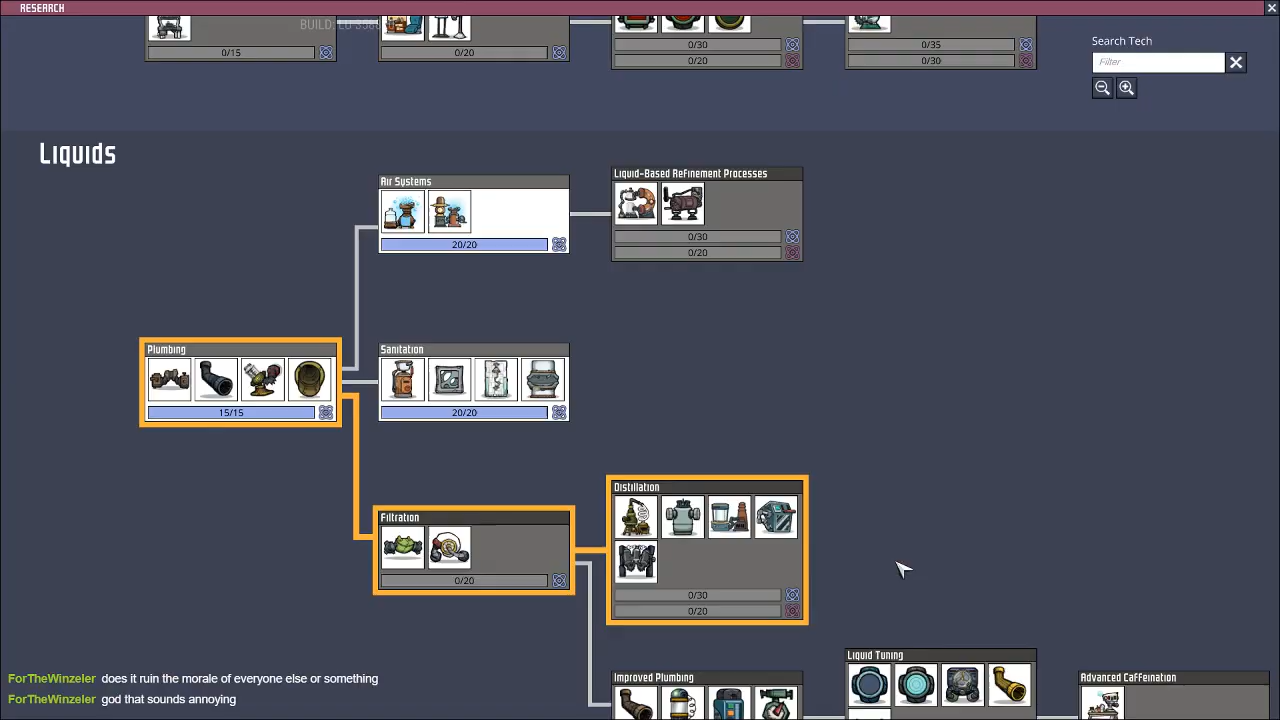 RESEARCH
BUILD: LU-356
0/15
0/20
0/30
0/20
0/35
0/30
Search Tech
Filter
Liquids
Air Systems
20/20
Liquid-Based Refinement Processes
0/30
0/20
Plumbing
15/15
Sanitation
20/20
Filtration
0/20
Distillation
0/30
0/20
Improved Plumbing
Liquid Tuning
Advanced Caffeination
ForTheWinzeler does it ruin the morale of everyone else or something
ForTheWinzeler god that sounds annoying